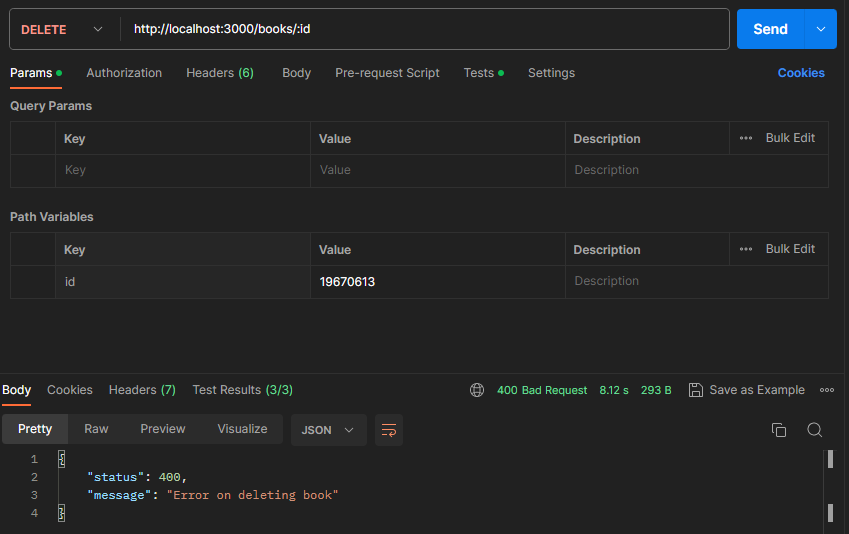 DELETE http://localhost:3000/books/:id Send
Params Authorization Headers (6) Body Pre-request Script Tests Settings Cookies
Query Params
Key Value Description ••• Bulk Edit
Key Value Description
Path Variables
Key Value Description ••• Bulk Edit
id 19670613 Description
Body Cookies Headers (7) Test Results (3/3) 400 Bad Request 8.12 s 293 B Save as Example
Pretty Raw Preview Visualize JSON
1 {
2 "status": 400,
3 "message": "Error on deleting book"
4 }